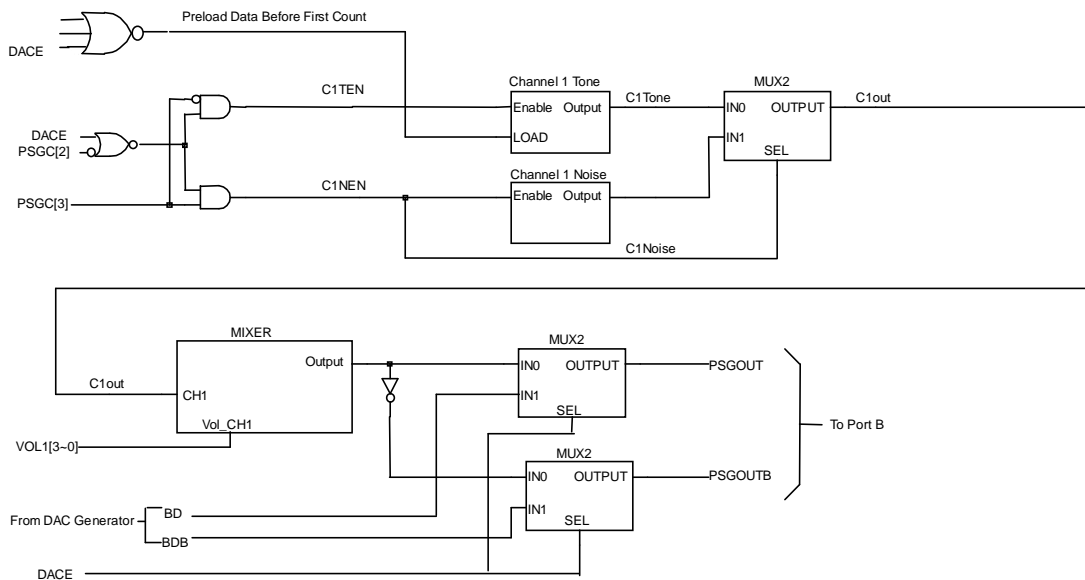 Preload Data Before First Count
DACE
Channel 1 Tone
MUX2
C1TEN
Enable Output
C1Tone
IN0 OUTPUT
C1out
LOAD
IN1
DACE
PSGC[2]
SEL
Channel 1 Noise
C1NEN
Enable Output
PSGC[3]
C1Noise
MIXER
MUX2
Output
IN0 OUTPUT
PSGOUT
C1out
CH1
IN1
SEL
Vol_CH1
To Port B
VOL1[3~0]
MUX2
IN0 OUTPUT
PSGOUTB
IN1
From DAC Generator
BD
SEL
BDB
DACE